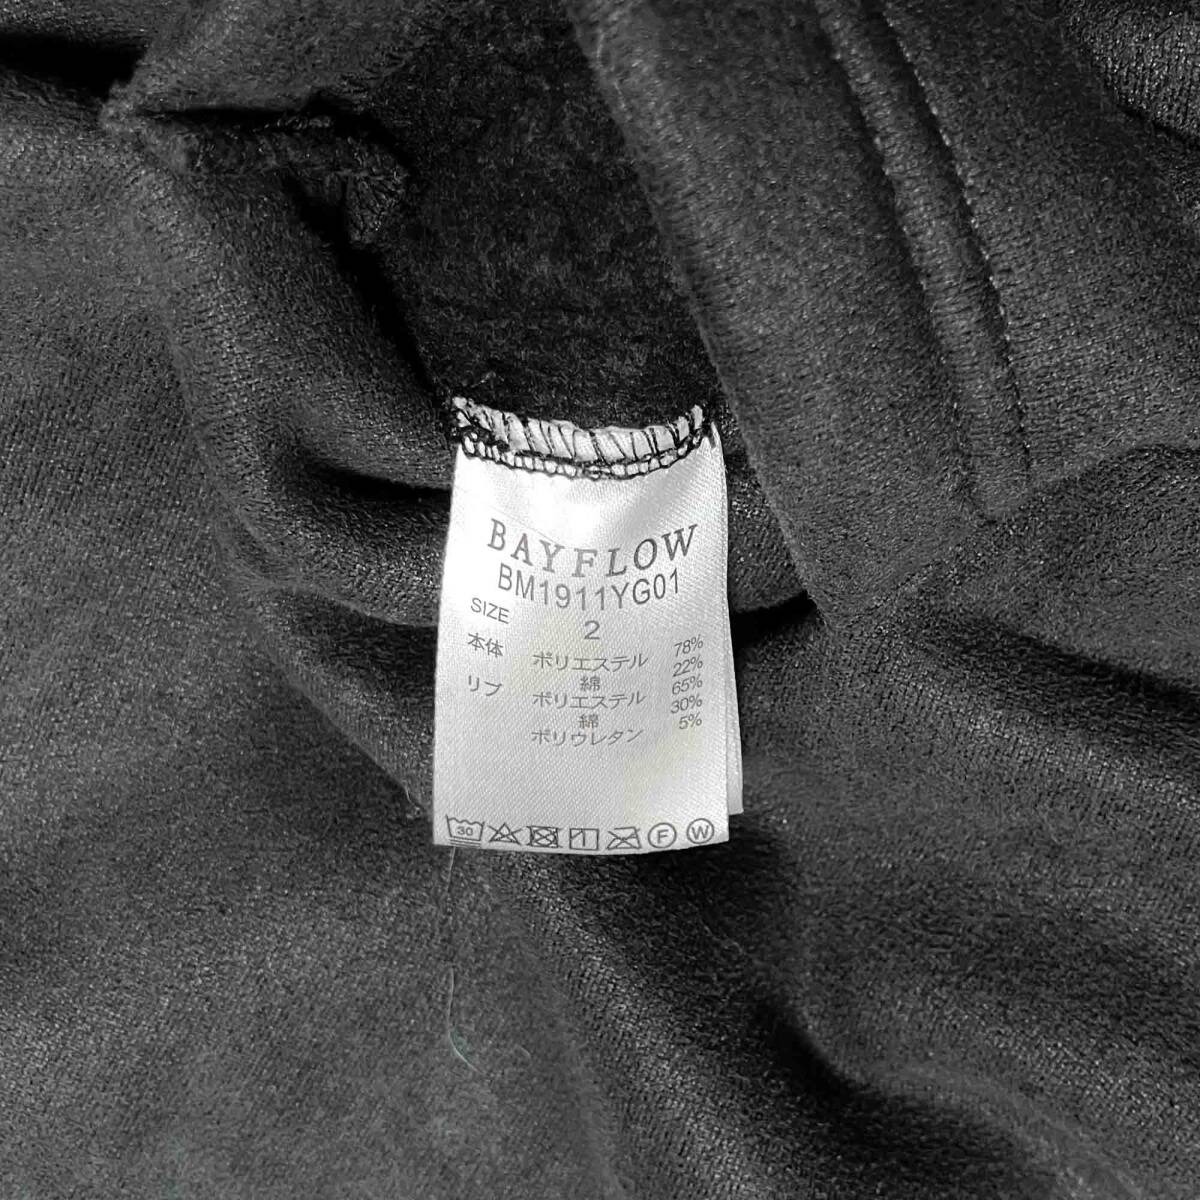 BAYFLOW
BM1911YG01
SIZE 2
本体 ポリエステル 78%
綿 22%
リブ ポリエステル 65%
綿 30%
ポリウレタン 5%
30 F W